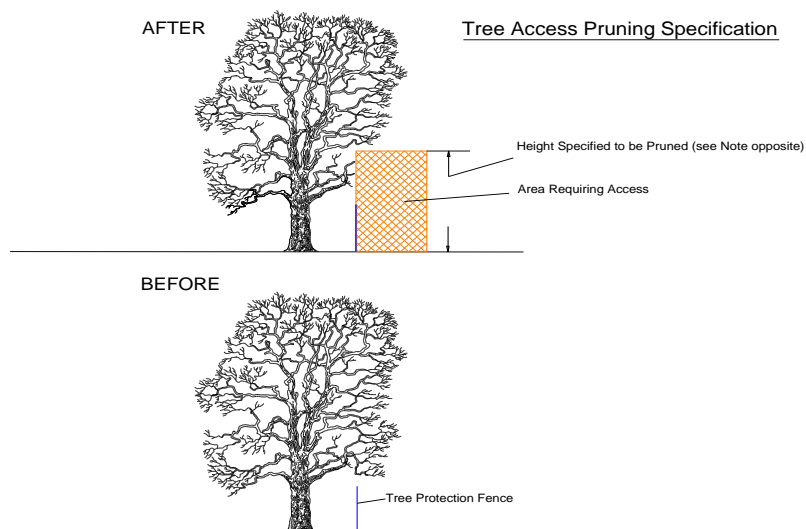 AFTER
Tree Access Pruning Specification
Height Specified to be Pruned (see Note opposite)
Area Requiring Access
BEFORE
Tree Protection Fence